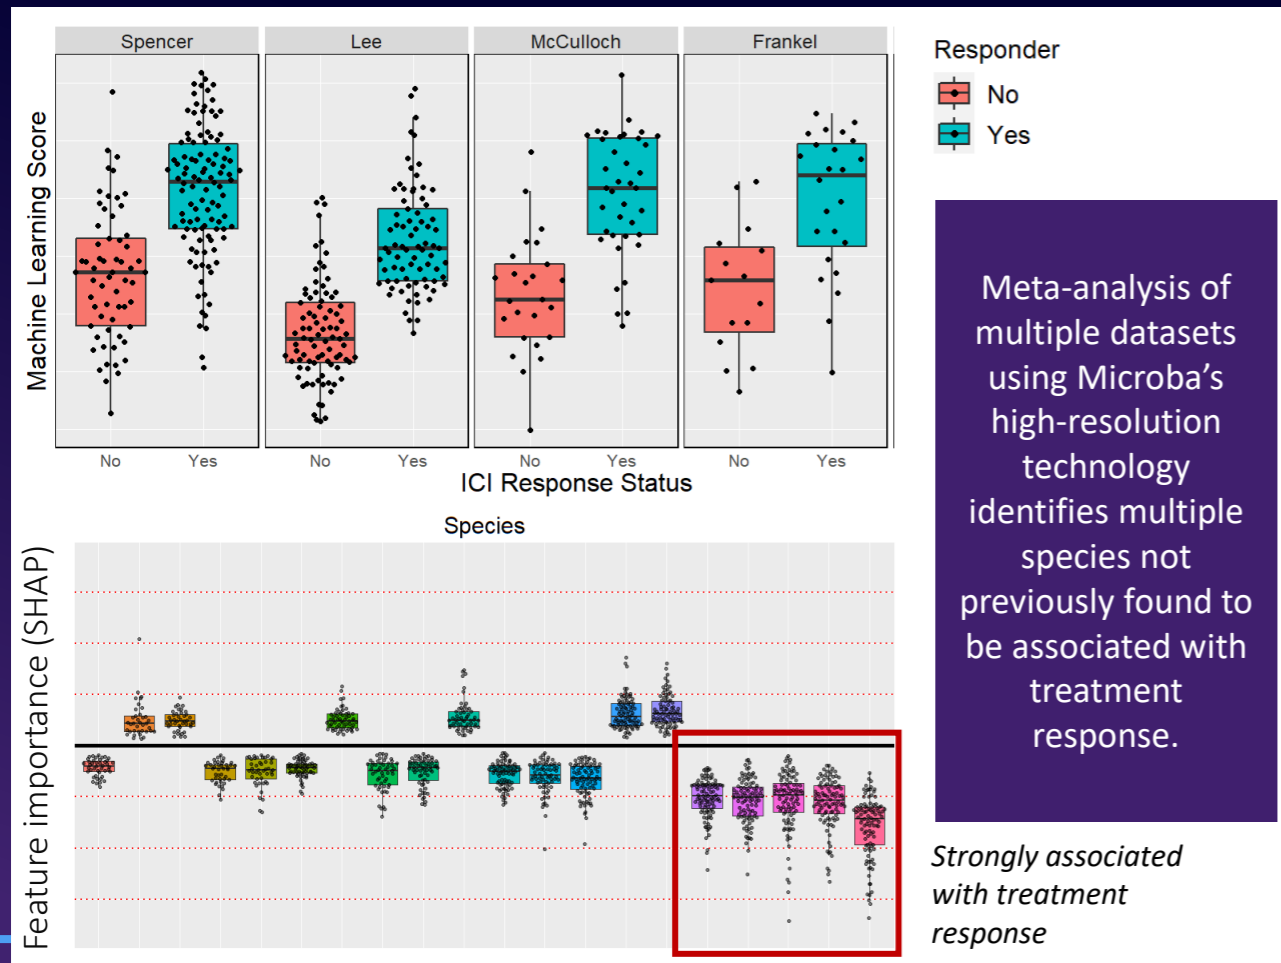 Spencer
Lee
McCulloch
Frankel
Machine Learning Score
No
Yes
No
Yes
No
Yes
No
Yes
ICI Response Status
Responder
No
Yes
Species
Feature importance (SHAP)
Meta-analysis of
multiple datasets
using Microba's
high-resolution
technology
identifies multiple
species not
previously found to
be associated with
treatment
response.
Strongly associated
with treatment
response